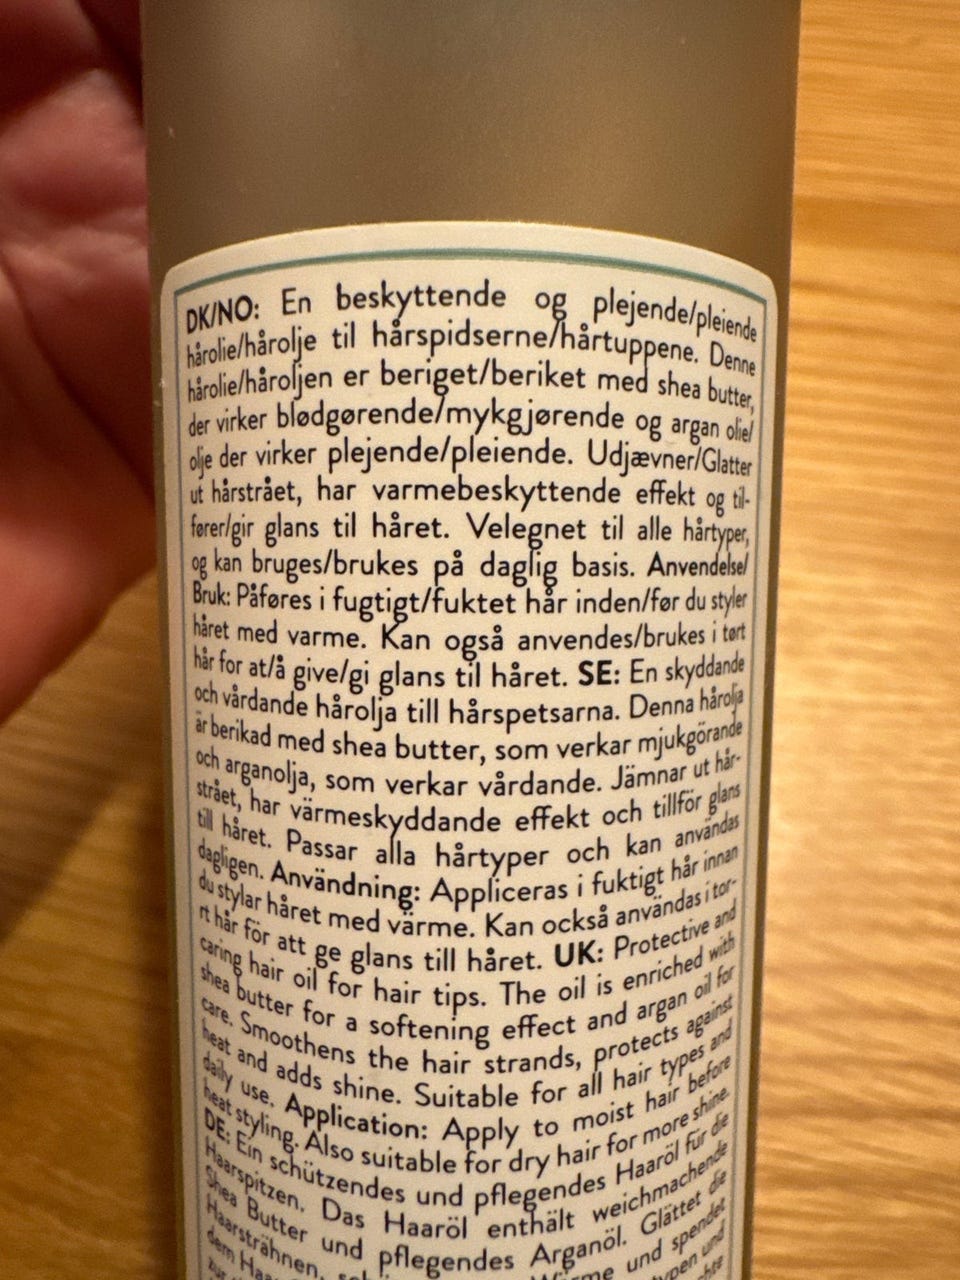 DK/NO: En beskyttende og plejende/pleiende
hårolie/hårolje til hårspidserne/hårtuppene. Denne
hårolie/håroljen er beriget/beriket med shea butter,
der virker blødgørende/mykgjørende og argan olie/
olje der virker plejende/pleiende. Udjævner/Glatter
ut hårstrået, har varmebeskyttende effekt og til-
fører/gir glans til håret. Velegnet til alle hårtyper,
og kan bruges/brukes på daglig basis. Anvendelse/
Bruk: Påføres i fugtigt/fuktet hår inden/før du styler
håret med varme. Kan også anvendes/brukes i tørt
hår for at/å give/gi glans til håret. SE: En skyddande
och vårdande hårolja till hårspetsarna. Denna hårolja
är berikad med shea butter, som verkar mjukgörande
och arganolja, som verkar vårdande. Jämnar ut hår-
strået, har värmeskyddande effekt och tillför glans
till håret. Passar alla hårtyper och kan användas
dagligen. Användning: Appliceras i fuktigt hår innan
du stylar håret med värme. Kan också användas i tor-
rt hår för att ge glans till håret. UK: Protective and
caring hair oil for hair tips. The oil is enriched with
shea butter for a softening effect and argan oil for
care. Smoothens the hair strands, protects against
heat and adds shine. Suitable for all hair types and
daily use. Application: Apply to moist hair before
heat styling. Also suitable for dry hair for more shine.
DE: Ein schützendes und pflegendes Haaröl für die
Haarspitzen. Das Haaröl enthält weichmachende
Shea Butter und pflegendes Arganöl. Glättet die
Haarsträhnen, und spendet
dem